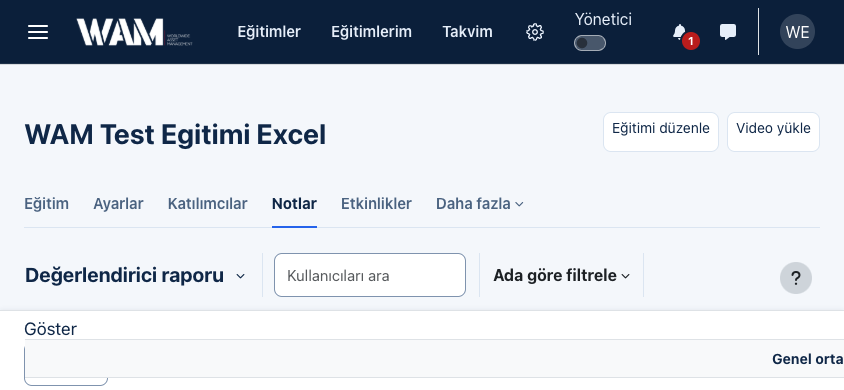 WAM
Eğitimler Eğitimlerim Takvim Yönetici 1 WE
WAM Test Egitimi Excel
Eğitimi düzenle Video yükle
Eğitim Ayarlar Katılımcılar Notlar Etkinlikler Daha fazla
Değerlendirici raporu Kullanıcıları ara Ada göre filtrele ?
Göster
Genel orta